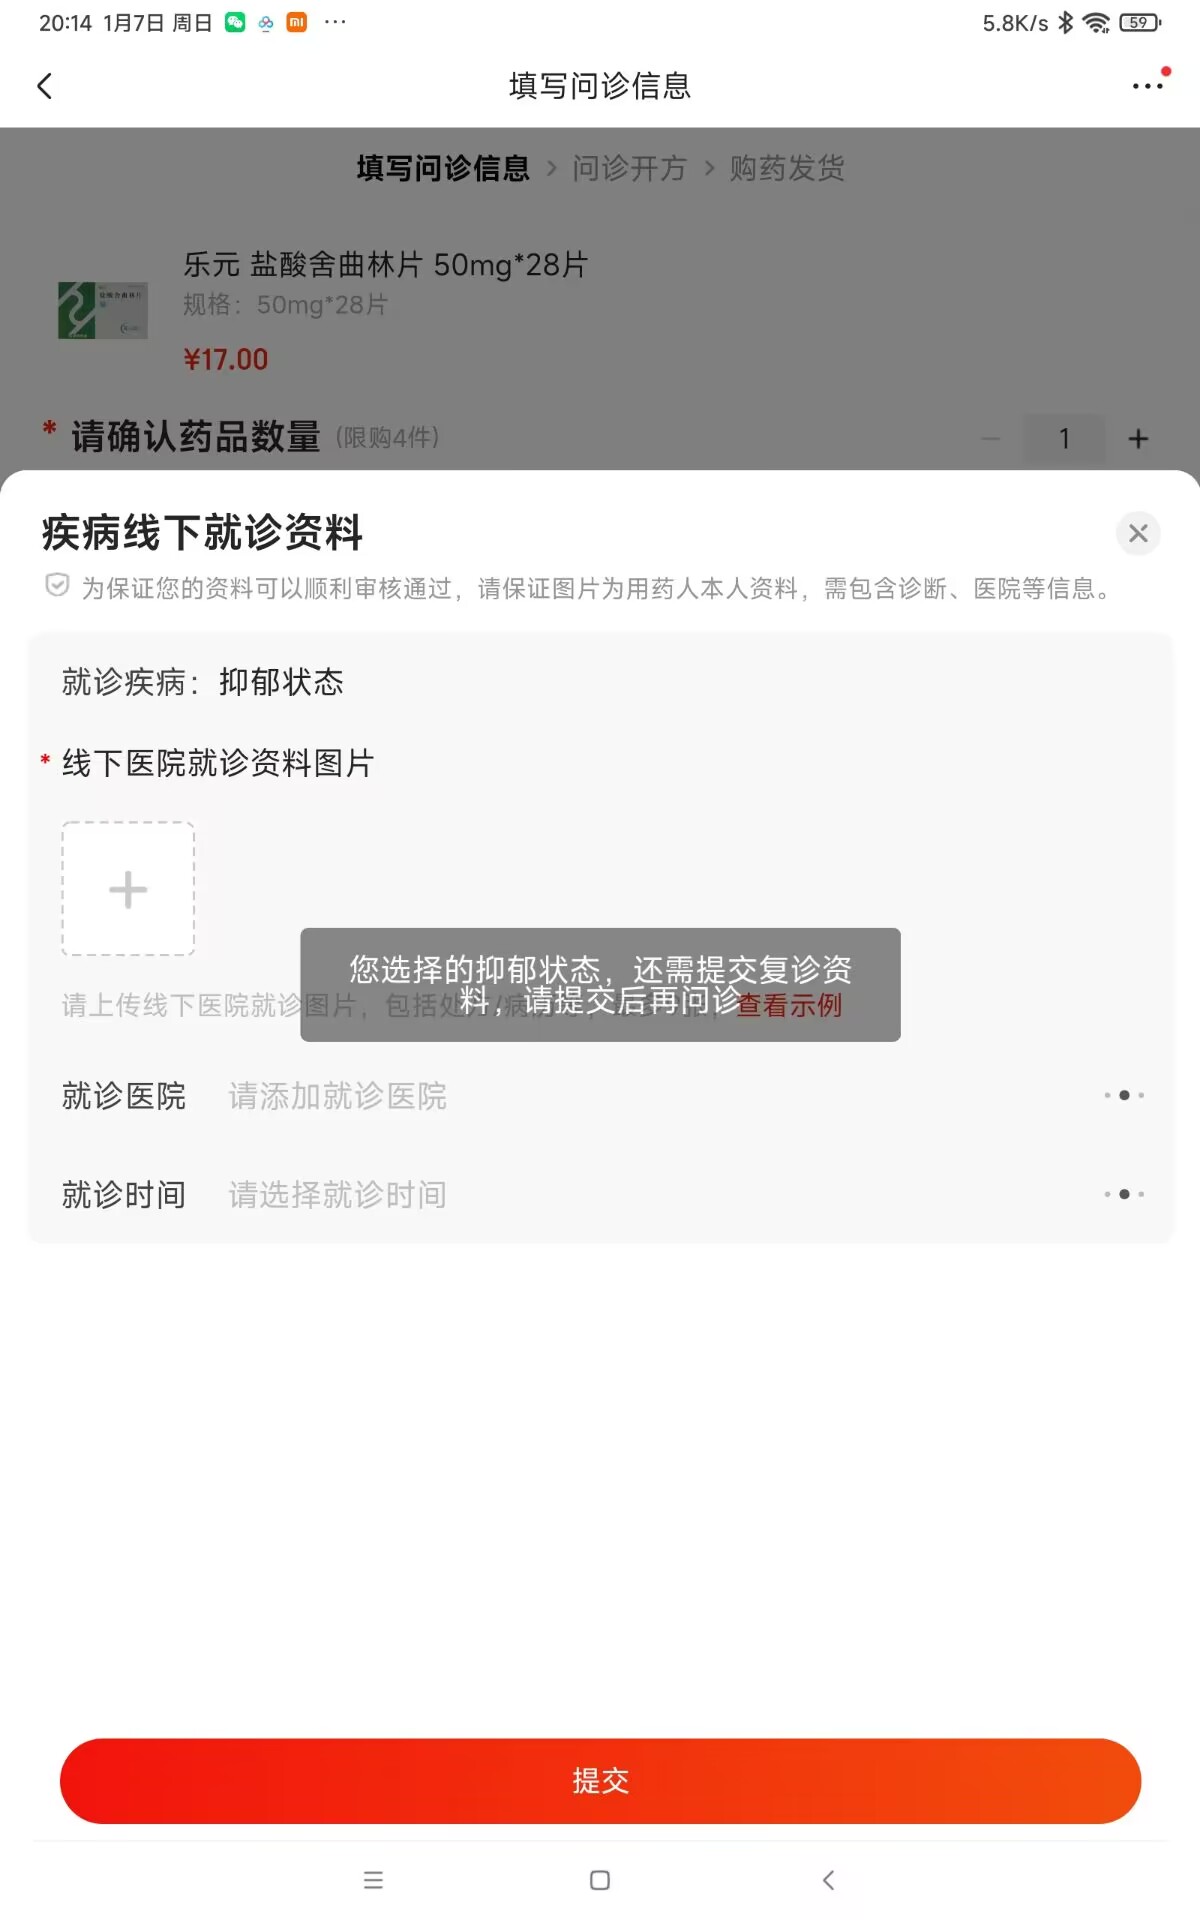 20:14 1月7日 周日
5.8K/s
59
填写问诊信息
填写问诊信息 > 问诊开方 > 购药发货
乐元 盐酸舍曲林片 50mg*28片
规格：50mg*28片
¥17.00
* 请确认药品数量 (限购4件)
1
疾病线下就诊资料
为保证您的资料可以顺利审核通过，请保证图片为用药人本人资料，需包含诊断、医院等信息。
就诊疾病：抑郁状态
* 线下医院就诊资料图片
您选择的抑郁状态，还需提交复诊资
料，请提交后再问诊
请上传线下医院就诊图片，包括处方/病历 查看示例
就诊医院 请添加就诊医院
就诊时间 请选择就诊时间
提交